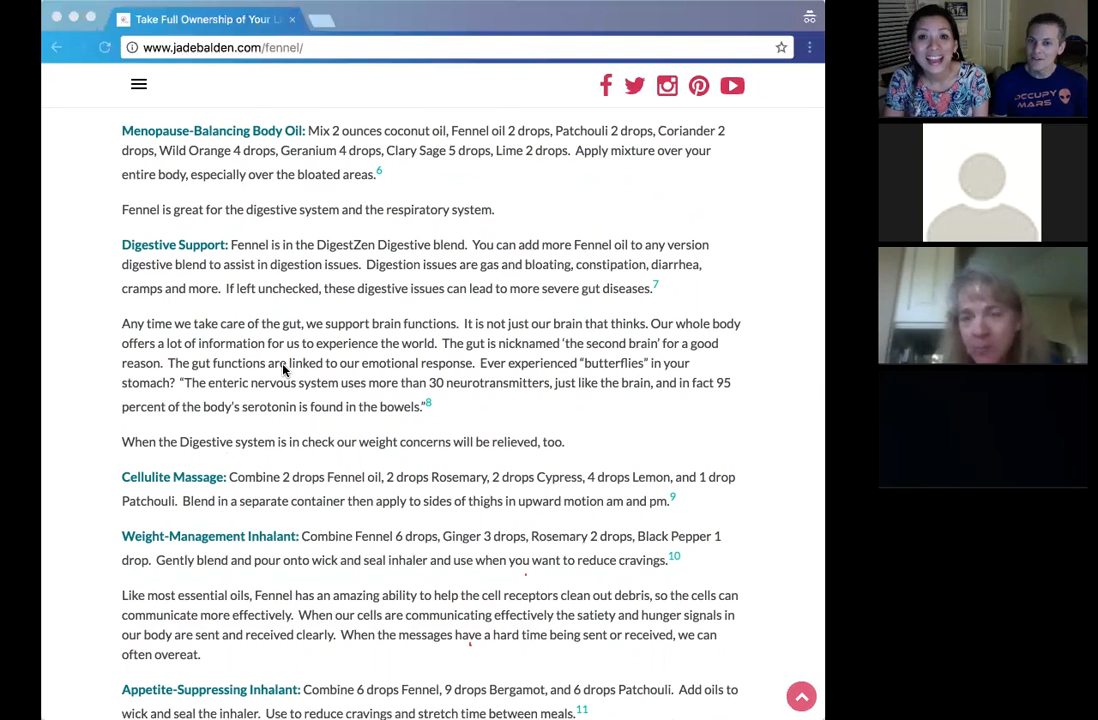 Take Full Ownership of Your L
www.jadebalden.com/fennel/
Menopause-Balancing Body Oil: Mix 2 ounces coconut oil, Fennel oil 2 drops, Patchouli 2 drops, Coriander 2
drops, Wild Orange 4 drops, Geranium 4 drops, Clary Sage 5 drops, Lime 2 drops.  Apply mixture over your
entire body, especially over the bloated areas.6
Fennel is great for the digestive system and the respiratory system.
Digestive Support: Fennel is in the DigestZen Digestive blend.  You can add more Fennel oil to any version
digestive blend to assist in digestion issues.  Digestion issues are gas and bloating, constipation, diarrhea,
cramps and more.  If left unchecked, these digestive issues can lead to more severe gut diseases.7
Any time we take care of the gut, we support brain functions.  It is not just our brain that thinks. Our whole body
offers a lot of information for us to experience the world.  The gut is nicknamed ‘the second brain’ for a good
reason.  The gut functions are linked to our emotional response.  Ever experienced “butterflies” in your
stomach?  “The enteric nervous system uses more than 30 neurotransmitters, just like the brain, and in fact 95
percent of the body’s serotonin is found in the bowels.”8
When the Digestive system is in check our weight concerns will be relieved, too.
Cellulite Massage: Combine 2 drops Fennel oil, 2 drops Rosemary, 2 drops Cypress, 4 drops Lemon, and 1 drop
Patchouli.  Blend in a separate container then apply to sides of thighs in upward motion am and pm.9
Weight-Management Inhalant: Combine Fennel 6 drops, Ginger 3 drops, Rosemary 2 drops, Black Pepper 1
drop.  Gently blend and pour onto wick and seal inhaler and use when you want to reduce cravings.10
Like most essential oils, Fennel has an amazing ability to help the cell receptors clean out debris, so the cells can
communicate more effectively.  When our cells are communicating effectively the satiety and hunger signals in
our body are sent and received clearly.  When the messages have a hard time being sent or received, we can
often overeat.
Appetite-Suppressing Inhalant: Combine 6 drops Fennel, 9 drops Bergamot, and 6 drops Patchouli.  Add oils to
wick and seal the inhaler.  Use to reduce cravings and stretch time between meals.11
OCCUPY
MARS